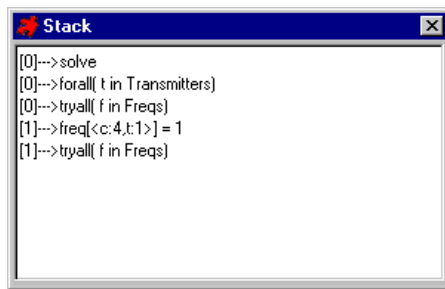 Stack
[0]--->solve
[0]--->forall( t in Transmitters)
[0]--->tryall( f in Freqs)
[1]--->freq[<c:4,t:1>] = 1
[1]--->tryall( f in Freqs)